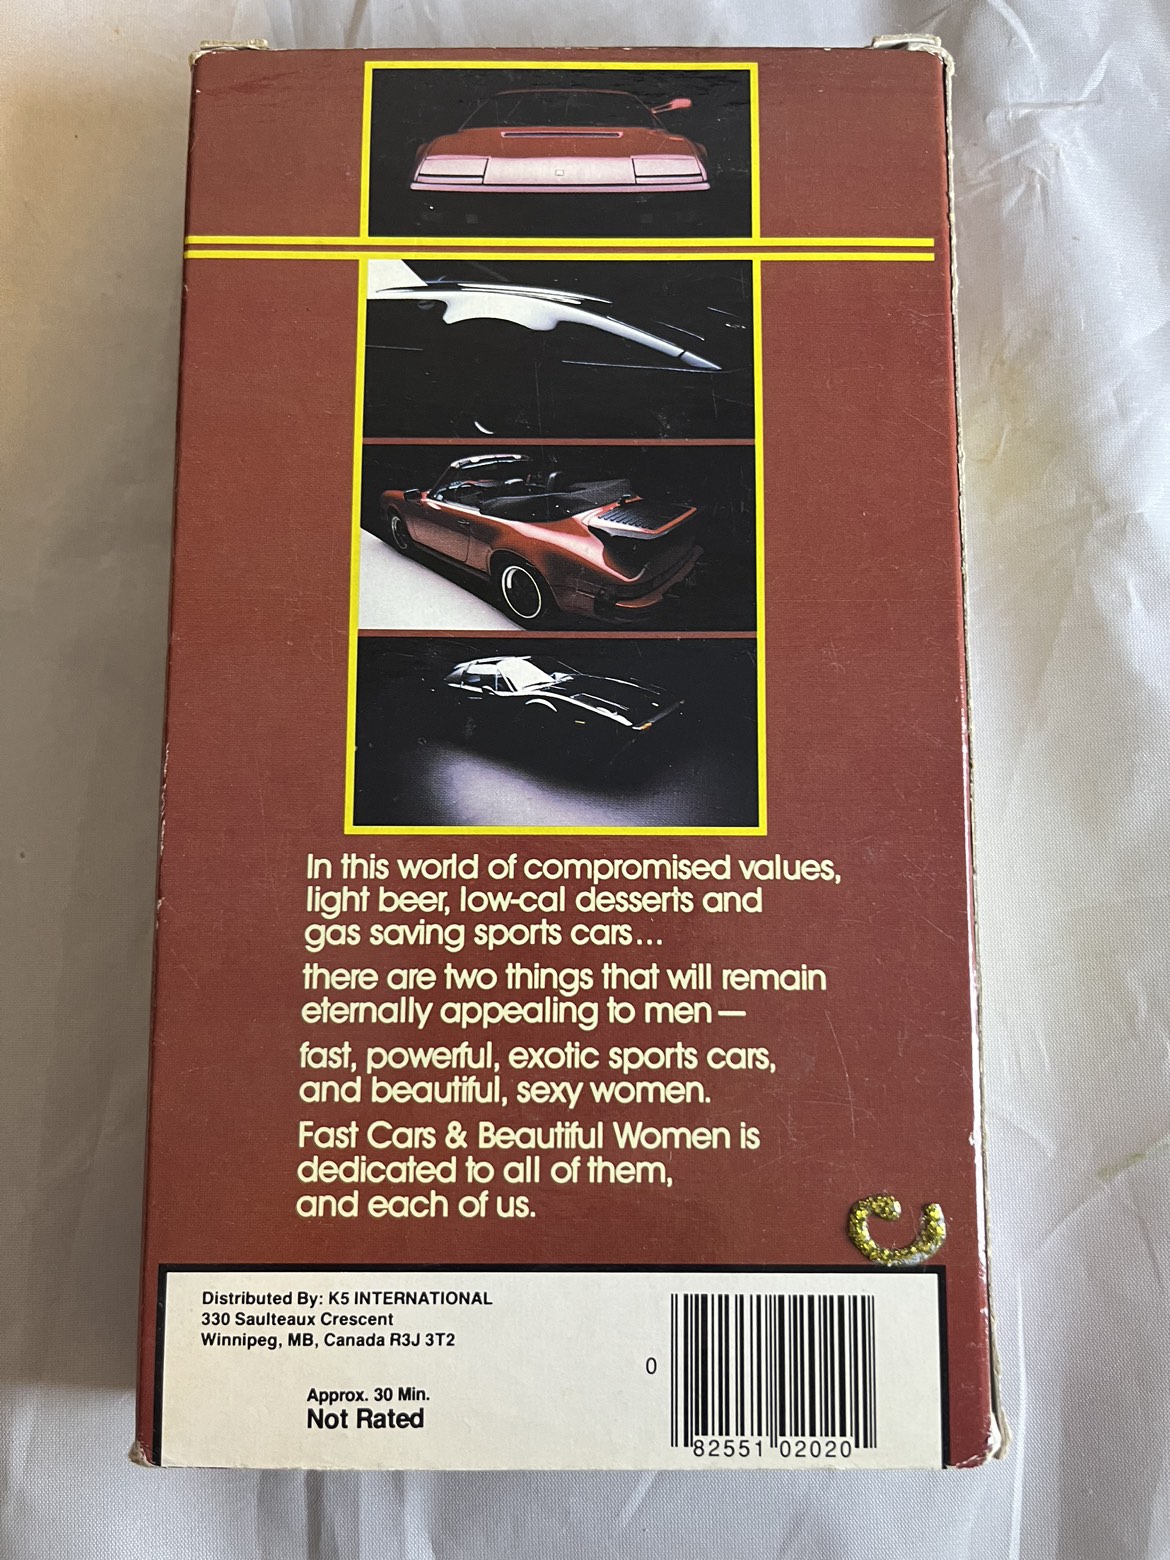 In this world of compromised values,
light beer, low-cal desserts and
gas saving sports cars...
there are two things that will remain
eternally appealing to men —
fast, powerful, exotic sports cars,
and beautiful, sexy women.
Fast Cars & Beautiful Women is
dedicated to all of them,
and each of us.
Distributed By: K5 INTERNATIONAL
330 Saulteaux Crescent
Winnipeg, MB, Canada R3J 3T2
Approx. 30 Min.
Not Rated
0 82551 02020